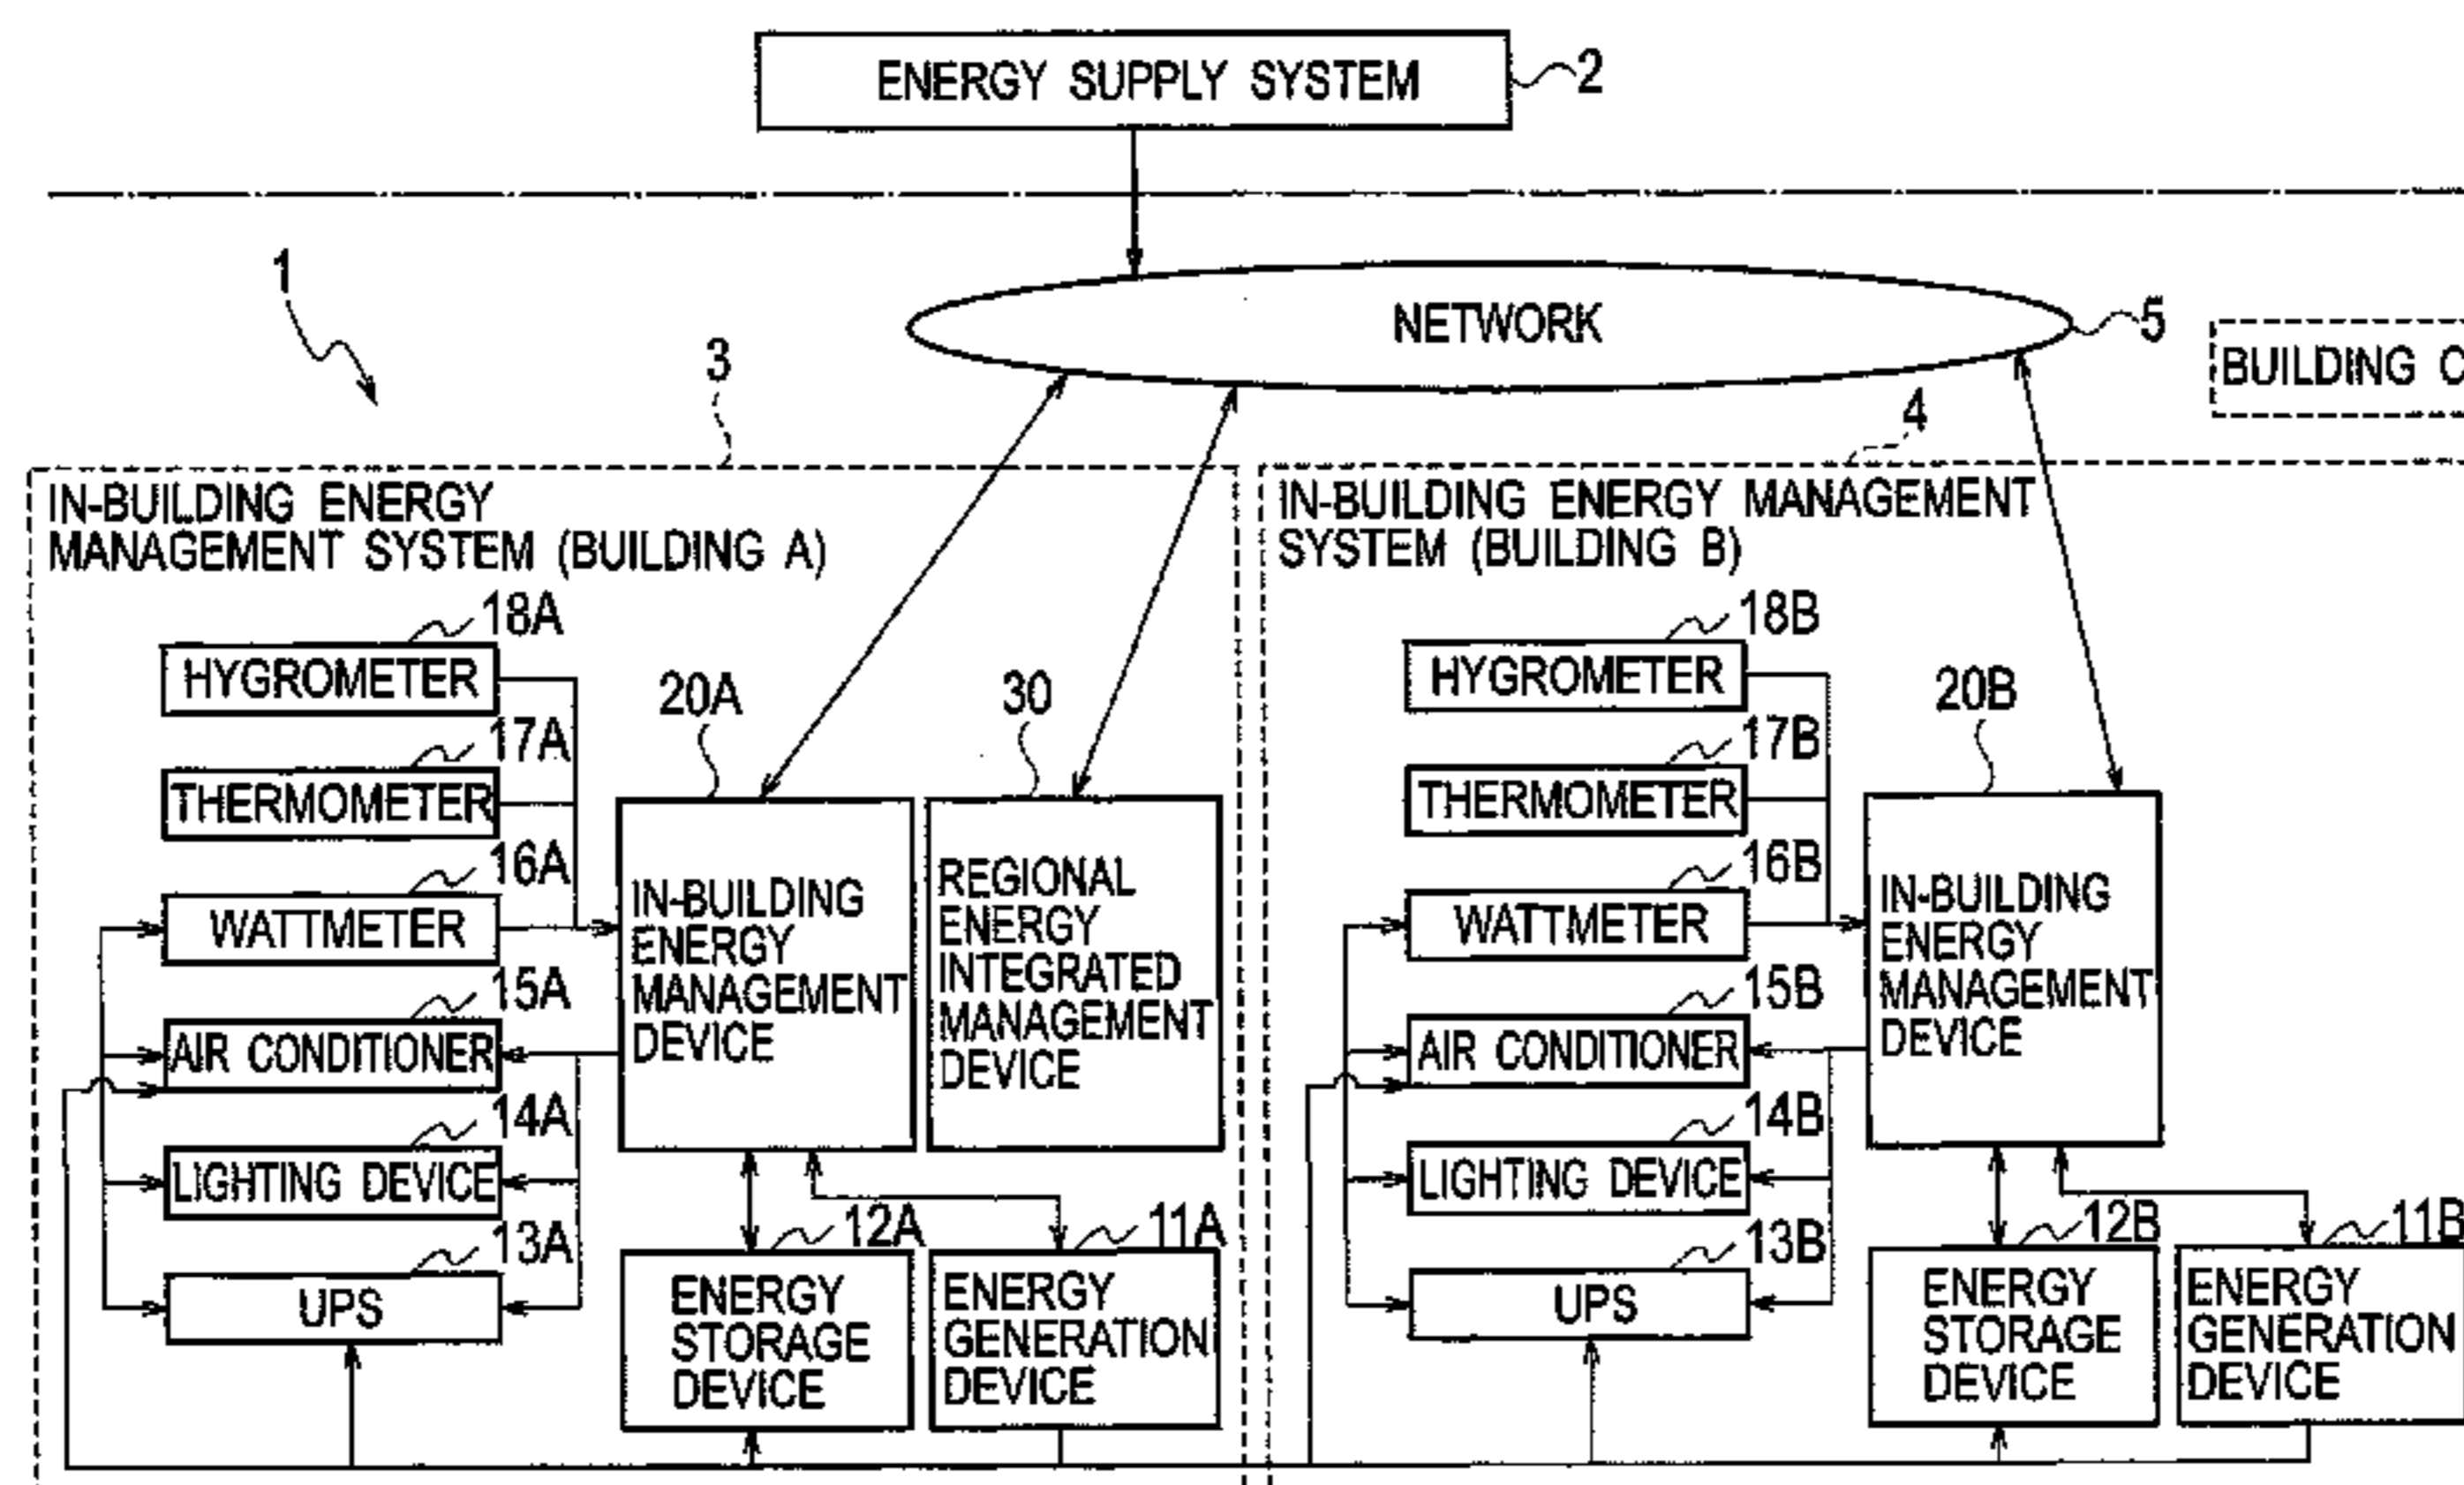 ENERGY SUPPLY SYSTEM
2
1
NETWORK
5
BUILDING C
3
4
IN-BUILDING ENERGY
MANAGEMENT SYSTEM (BUILDING A)
18A
HYGROMETER
17A
THERMOMETER
16A
WATTMETER
15A
AIR CONDITIONER
14A
LIGHTING DEVICE
13A
UPS
20A
IN-BUILDING
ENERGY
MANAGEMENT
DEVICE
30
REGIONAL
ENERGY
INTEGRATED
MANAGEMENT
DEVICE
12A
ENERGY
STORAGE
DEVICE
11A
ENERGY
GENERATION
DEVICE
IN-BUILDING ENERGY MANAGEMENT
SYSTEM (BUILDING B)
18B
HYGROMETER
17B
THERMOMETER
16B
WATTMETER
15B
AIR CONDITIONER
14B
LIGHTING DEVICE
13B
UPS
20B
IN-BUILDING
ENERGY
MANAGEMENT
DEVICE
12B
ENERGY
STORAGE
DEVICE
11B
ENERGY
GENERATION
DEVICE